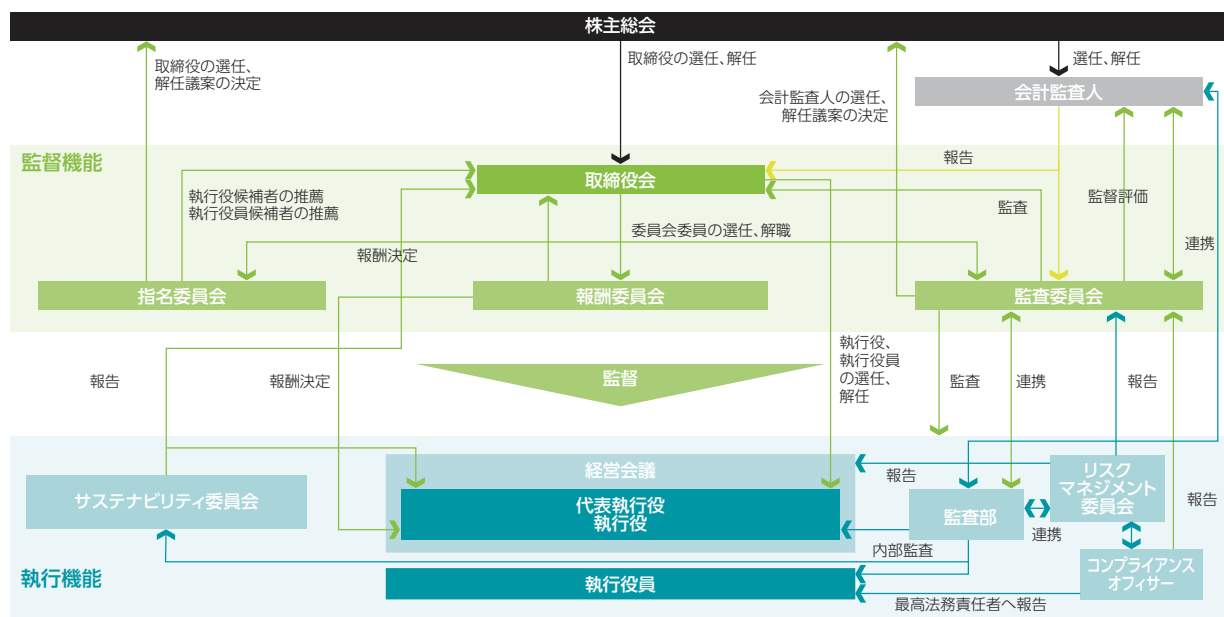 株主総会
取締役の選任、
解任議案の決定
取締役の選任、解任
会計監査人の選任、
解任議案の決定
選任、解任
会計監査人
監督機能
報告
取締役会
執行役候補者の推薦
執行役員候補者の推薦
監査
監督評価
委員会委員の選任、解職
報酬決定
連携
指名委員会
報酬委員会
監査委員会
報告
報酬決定
監督
執行役、
執行役員
の選任、
解任
監査
連携
報告
経営会議
報告
リスク
マネジメント
委員会
サステナビリティ委員会
代表執行役
執行役
監査部
報告
連携
内部監査
執行機能
執行役員
コンプライアンス
オフィサー
最高法務責任者へ報告